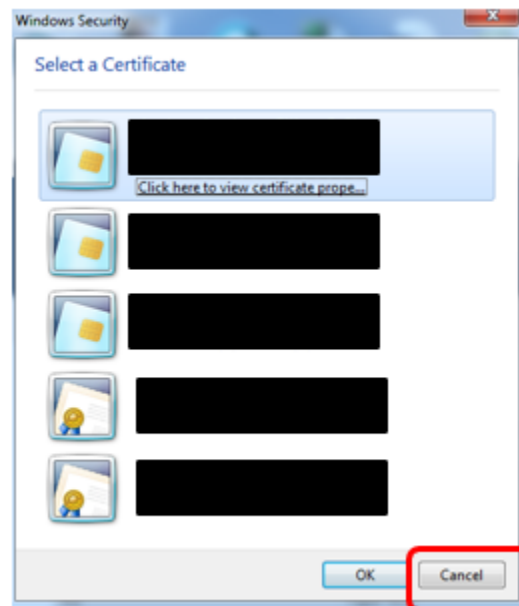 Windows Security
Select a Certificate
Click here to view certificate prope...
OK
Cancel